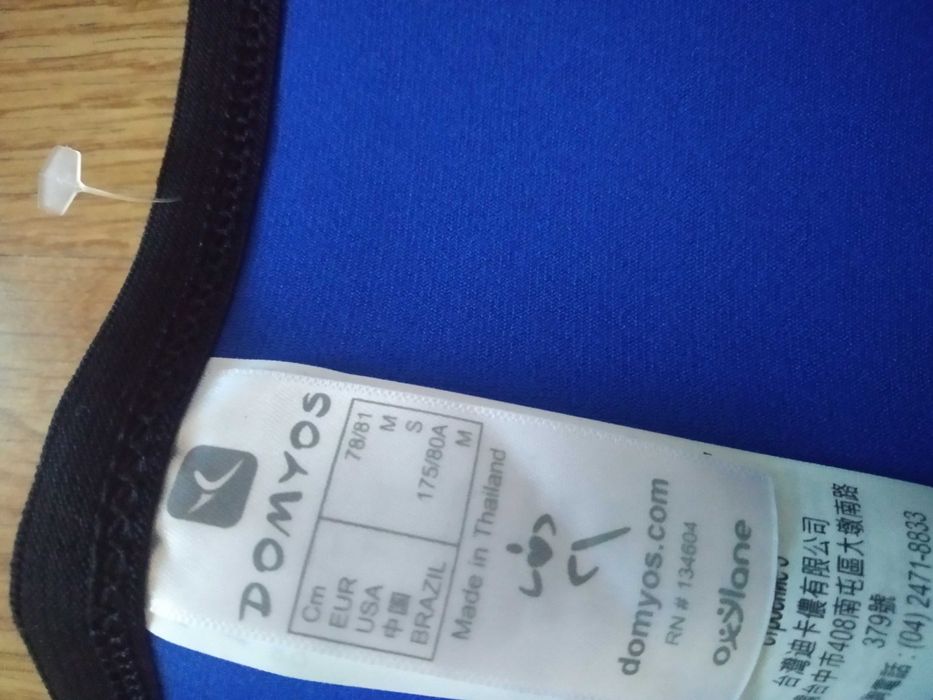 DOMYOS
Cm 78/81
EUR M
USA S
中國 175/80A
BRAZIL M
Made in Thailand
domyos.com
RN # 134604
oxylane
台灣迪卡儂有限公司
台中市408南屯區大墩南路
379號
電話 : (04) 2471-8833